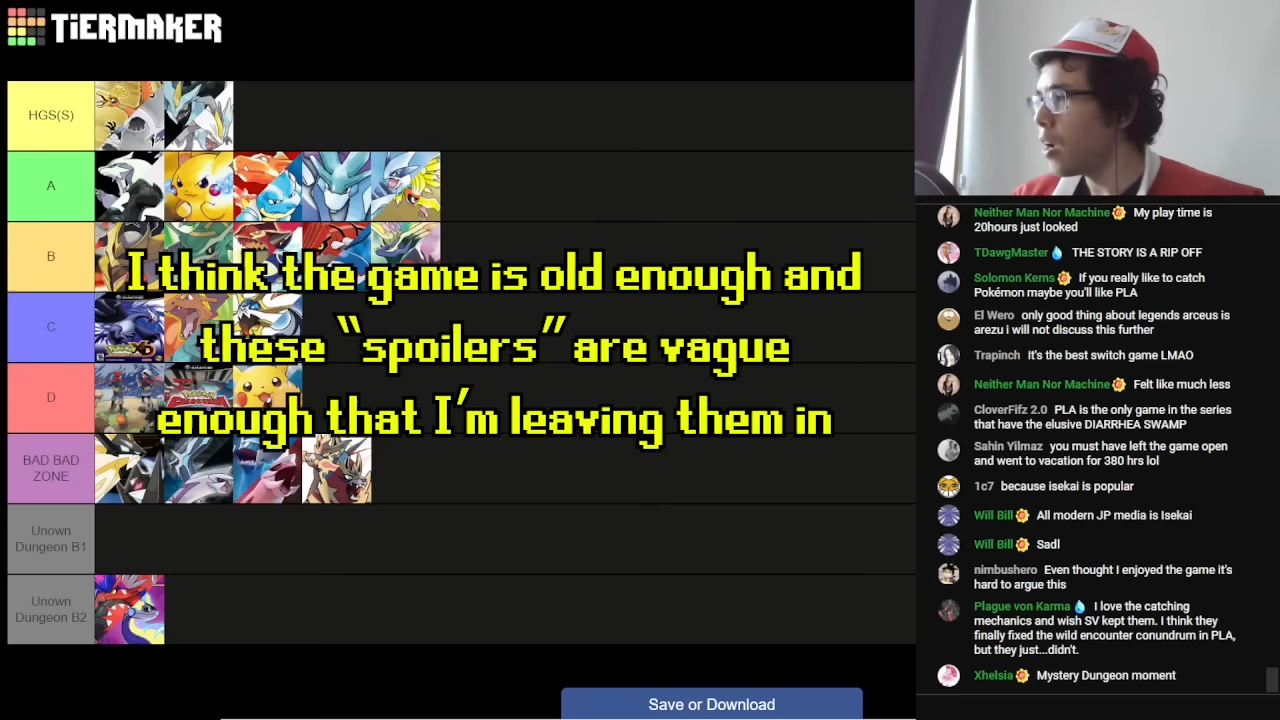 TiERMAKER
HGS(S)
A
B
C
D
BAD BAD
ZONE
Unown
Dungeon B1
Unown
Dungeon B2
I think the game is old enough and
these “spoilers” are vague
enough that I'm leaving them in
Save or Download
Neither Man Nor Machine My play time is
20hours just looked
TDawgMaster THE STORY IS A RIP OFF
Solomon Kerns If you really like to catch
Pokémon maybe you'll like PLA
El Wero only good thing about legends arceus is
arezu i will not discuss this further
Trapinch It's the best switch game LMAO
Neither Man Nor Machine Felt like much less
CloverFifz 2.0 PLA is the only game in the series
that have the elusive DIARRHEA SWAMP
Sahin Yilmaz you must have left the game open
and went to vacation for 380 hrs lol
1c7 because isekai is popular
Will Bill All modern JP media is Isekai
Will Bill Sadl
nimbushero Even thought I enjoyed the game it's
hard to argue this
Plague von Karma I love the catching
mechanics and wish SV kept them. I think they
finally fixed the wild encounter conundrum in PLA,
but they just...didn't.
Xhelsia Mystery Dungeon moment